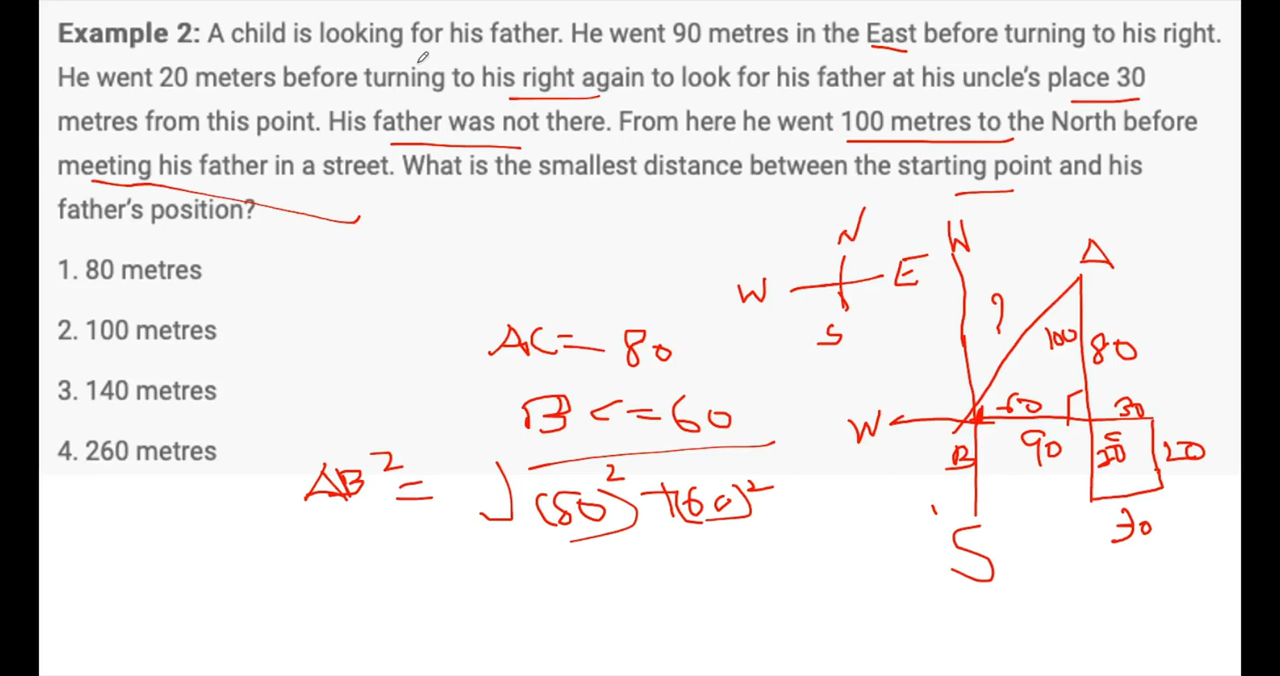 Example 2: A child is looking for his father. He went 90 metres in the East before turning to his right.
He went 20 meters before turning to his right again to look for his father at his uncle's place 30
metres from this point. His father was not there. From here he went 100 metres to the North before
meeting his father in a street. What is the smallest distance between the starting point and his
father's position?
1. 80 metres
2. 100 metres
3. 140 metres
4. 260 metres
N
W E
S
N
A
?
100 80
W 60 30
B 90 C 20 20
30
S
AC = 80
BC = 60
AB² = √(80)² + (60)²